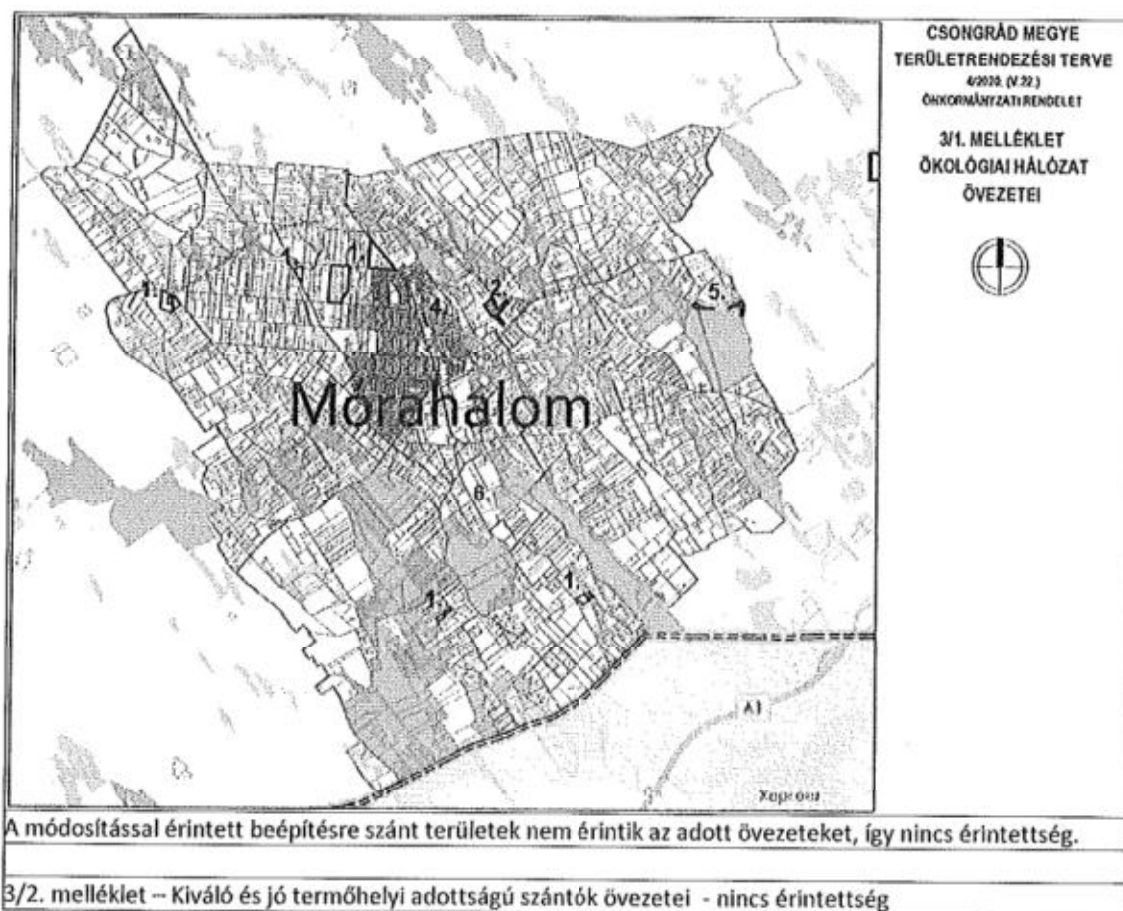 CSONGRÁD MEGYE
TERÜLETRENDEZÉSI TERVE
4/2020. (V.22.)
ÖNKORMÁNYZATI RENDELET
3/1. MELLÉKLET
ÖKOLÓGIAI HÁLÓZAT
ÖVEZETEI
1.
1.
1.
4.
2.
5.
Mórahalom
6.
1.
1.
A1
Хоргош
A módosítással érintett beépítésre szánt területek nem érintik az adott övezeteket, így nincs érintettség.
3/2. melléklet – Kiváló és jó termőhelyi adottságú szántók övezetei - nincs érintettség